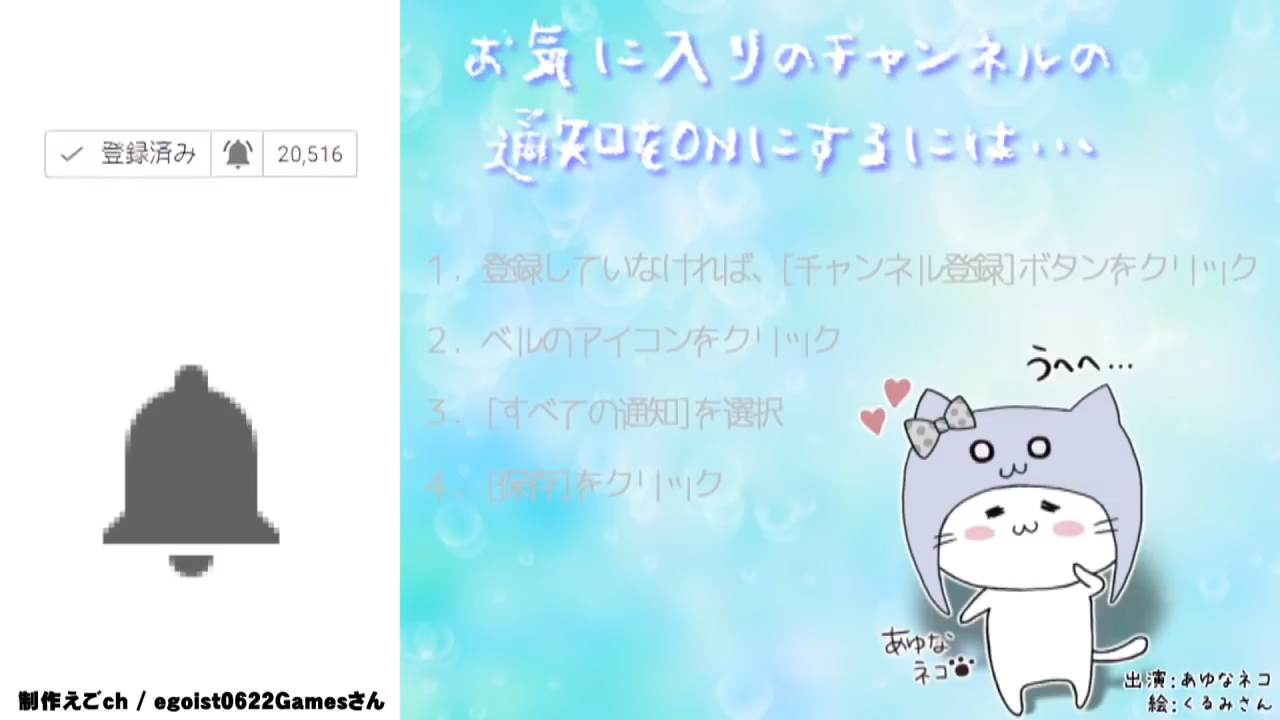 お気に入りのチャンネルの
通知をONにするには・・・
登録済み 20,516
1. 登録していなければ、[チャンネル登録]ボタンをクリック
2. ベルのアイコンをクリック
3. [すべての通知]を選択
4. [保存]をクリック
うへへ…
あゆな
ネコ
出演:あゆなネコ
絵:くるみさん
制作えごch / egoist0622Gamesさん